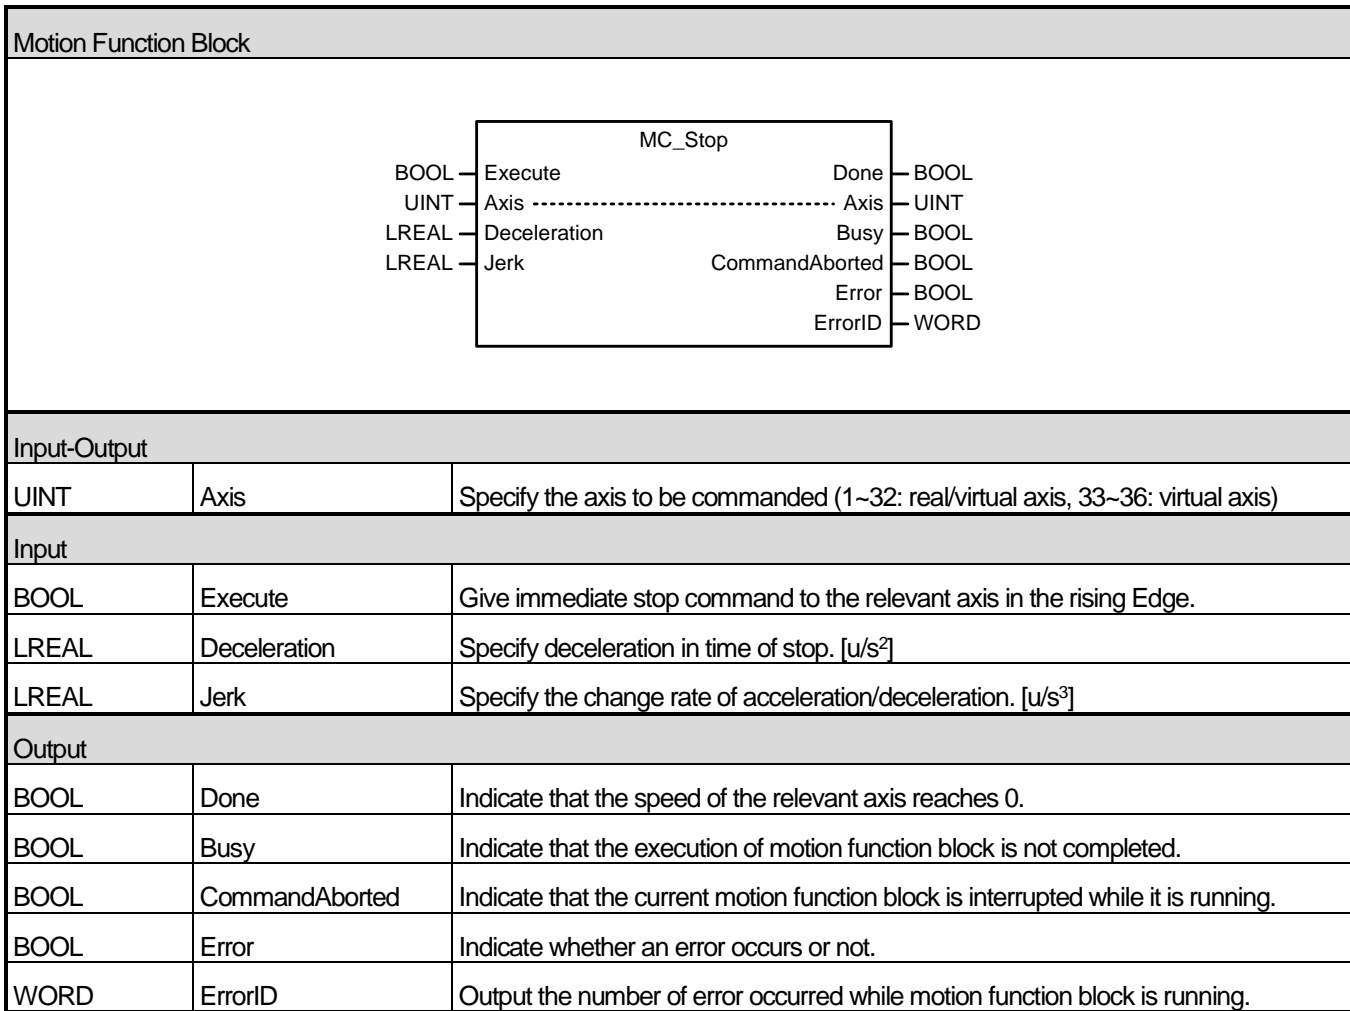 Motion Function Block
MC_Stop
BOOL Execute Done BOOL
UINT Axis Axis UINT
LREAL Deceleration Busy BOOL
LREAL Jerk CommandAborted BOOL
Error BOOL
ErrorID WORD
Input-Output
UINT Axis Specify the axis to be commanded (1~32: real/virtual axis, 33~36: virtual axis)
Input
BOOL Execute Give immediate stop command to the relevant axis in the rising Edge.
LREAL Deceleration Specify deceleration in time of stop. [u/s²]
LREAL Jerk Specify the change rate of acceleration/deceleration. [u/s³]
Output
BOOL Done Indicate that the speed of the relevant axis reaches 0.
BOOL Busy Indicate that the execution of motion function block is not completed.
BOOL CommandAborted Indicate that the current motion function block is interrupted while it is running.
BOOL Error Indicate whether an error occurs or not.
WORD ErrorID Output the number of error occurred while motion function block is running.